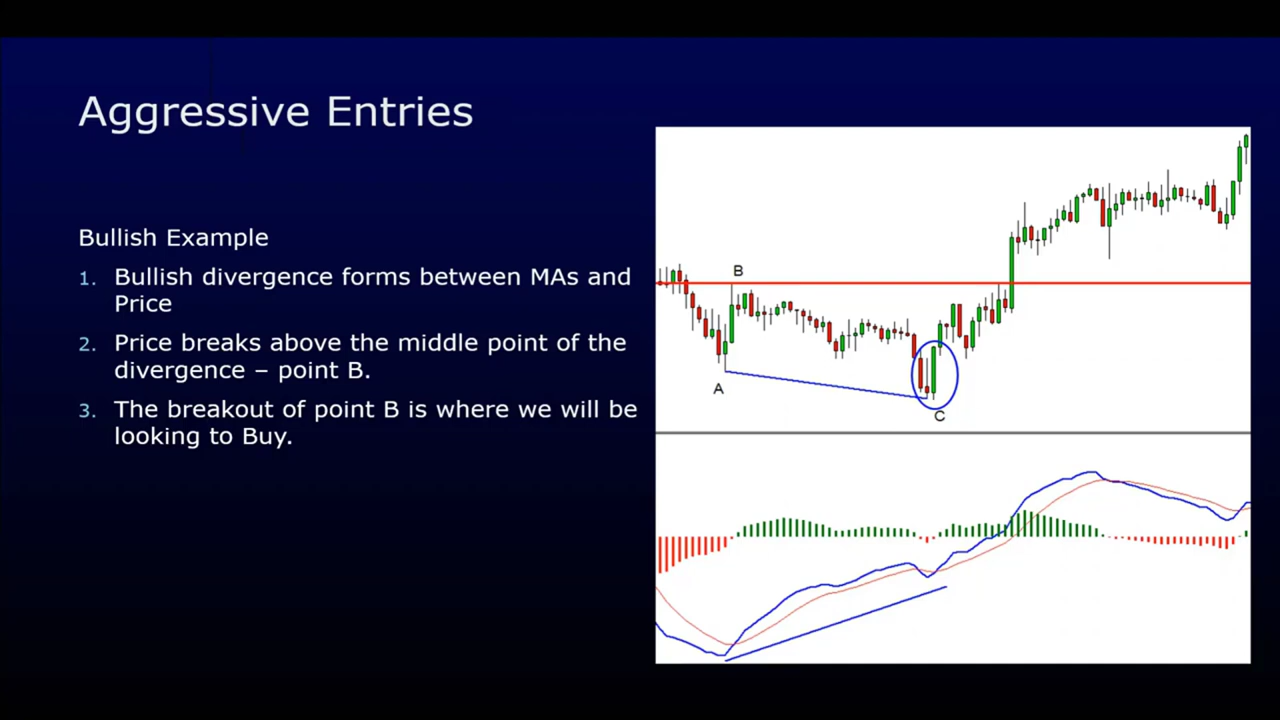 Aggressive Entries
Bullish Example
1. Bullish divergence forms between MAs and
Price
2. Price breaks above the middle point of the
divergence – point B.
3. The breakout of point B is where we will be
looking to Buy.
B
A
C